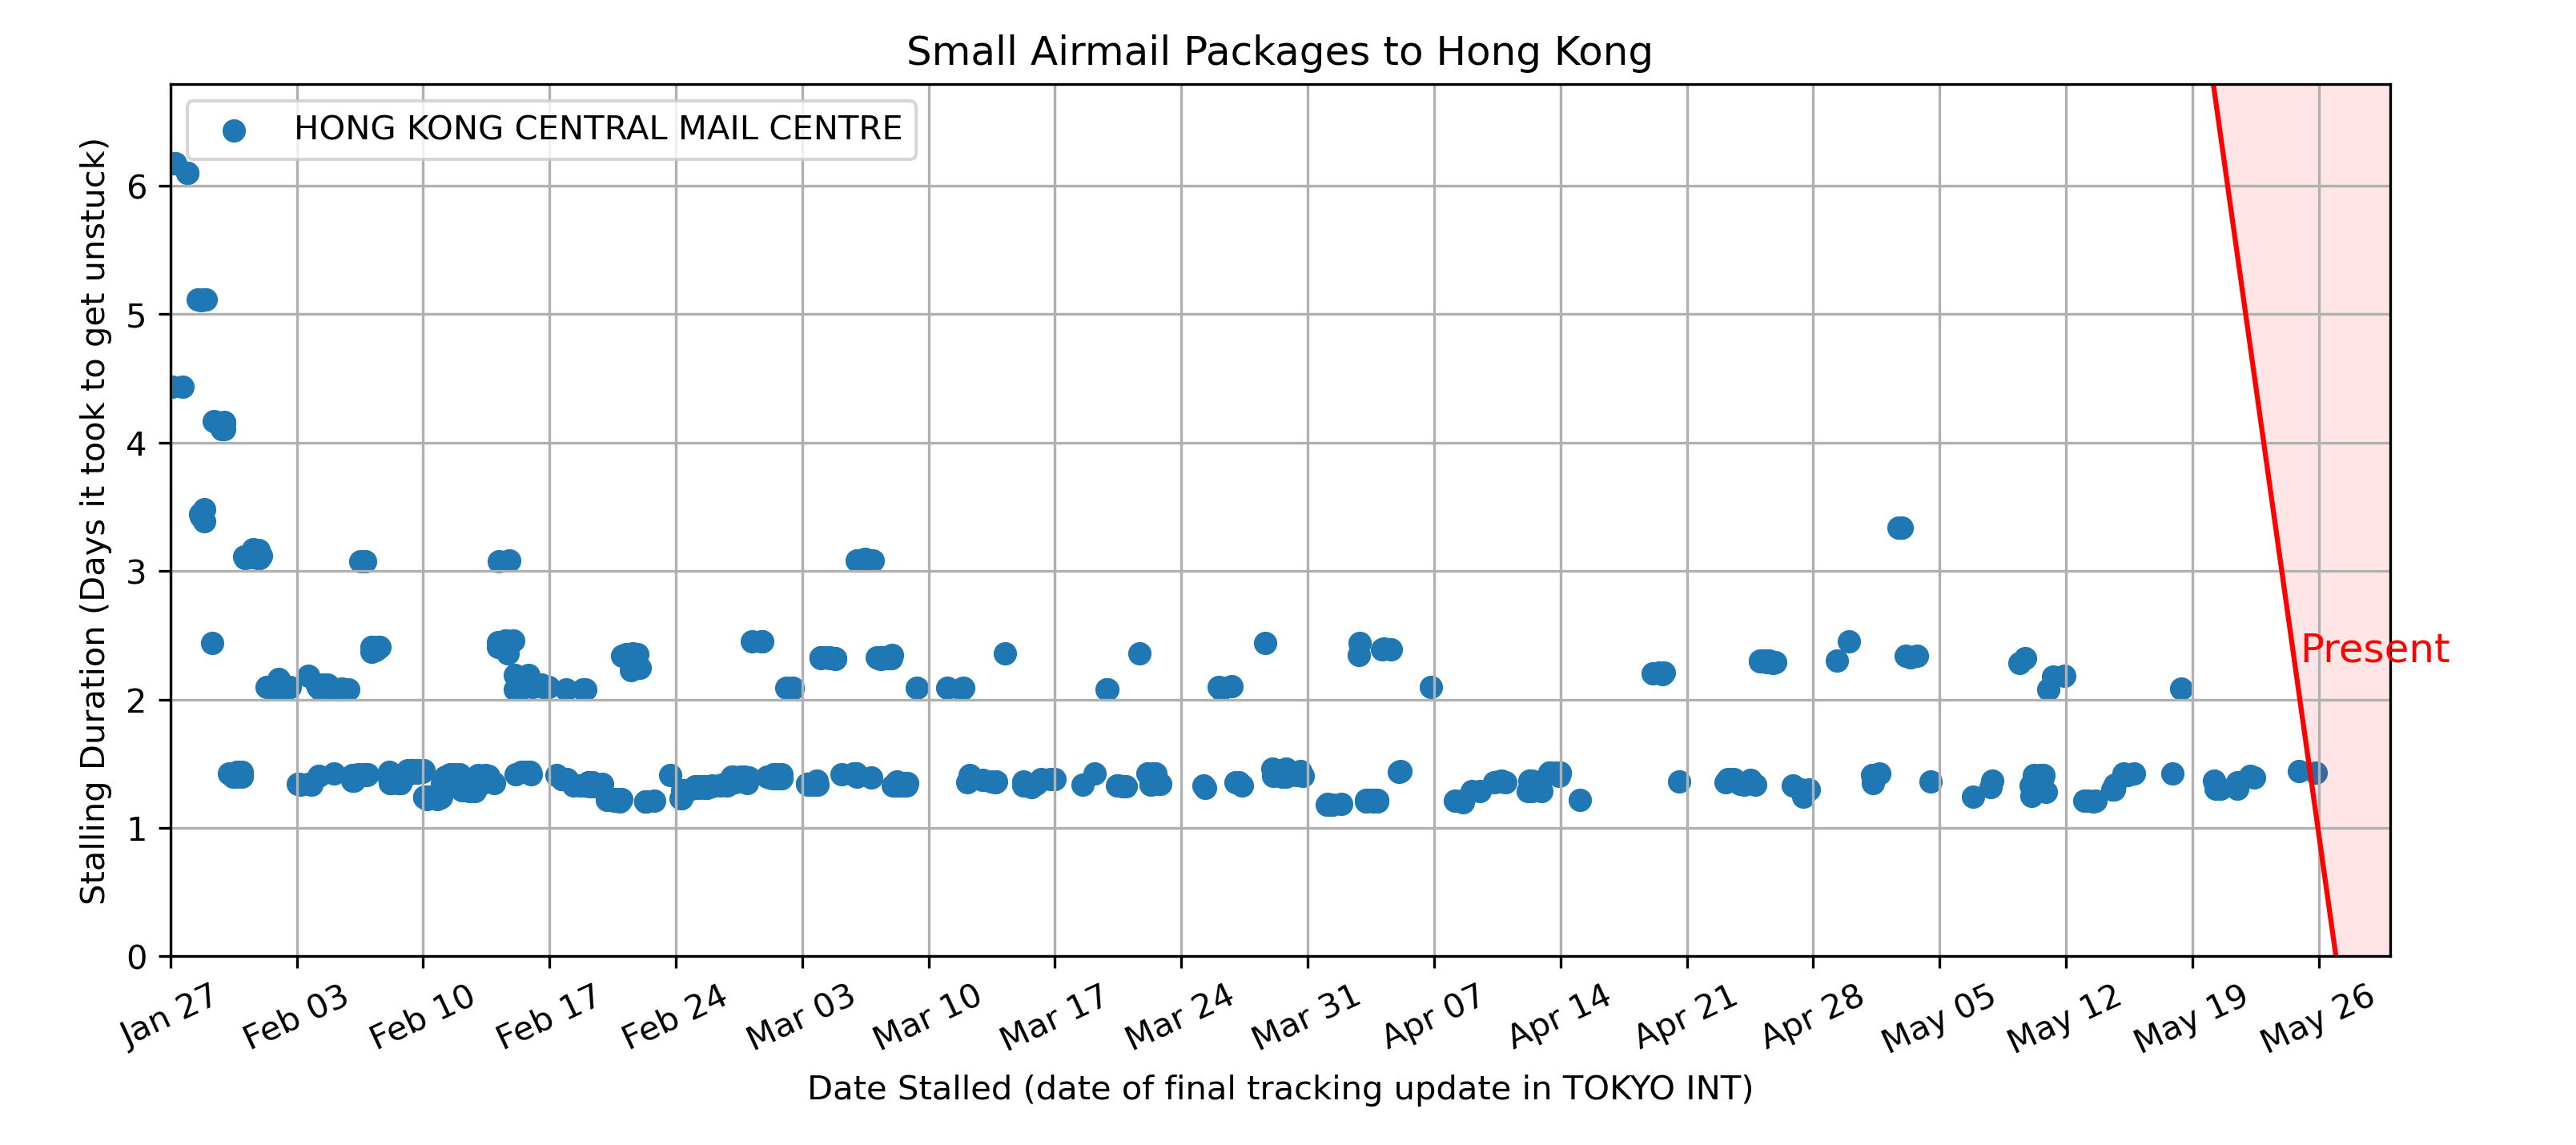 Small Airmail Packages to Hong Kong
HONG KONG CENTRAL MAIL CENTRE
Stalling Duration (Days it took to get unstuck)
6
5
4
3
2
1
0
Present
Jan 27
Feb 03
Feb 10
Feb 17
Feb 24
Mar 03
Mar 10
Mar 17
Mar 24
Mar 31
Apr 07
Apr 14
Apr 21
Apr 28
May 05
May 12
May 19
May 26
Date Stalled (date of final tracking update in TOKYO INT)